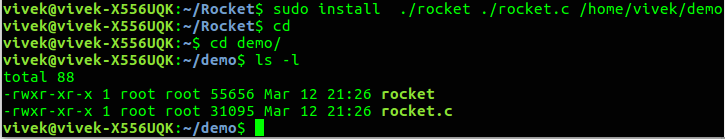 vivek@vivek-X556UQK:~/Rocket$ sudo install  ./rocket ./rocket.c /home/vivek/demo
vivek@vivek-X556UQK:~/Rocket$ cd
vivek@vivek-X556UQK:~$ cd demo/
vivek@vivek-X556UQK:~/demo$ ls -l
total 88
-rwxr-xr-x 1 root root 55656 Mar 12 21:26 rocket
-rwxr-xr-x 1 root root 31095 Mar 12 21:26 rocket.c
vivek@vivek-X556UQK:~/demo$